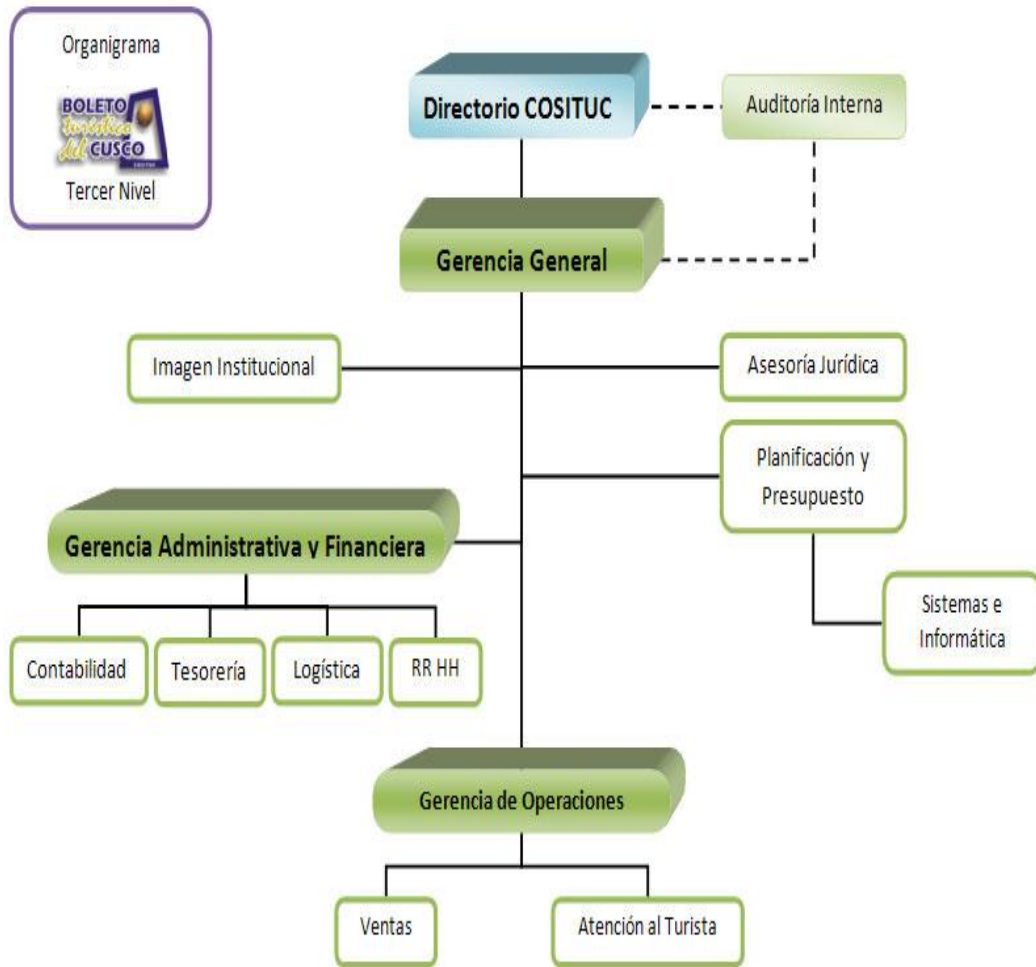 Organigrama
BOLETO
turístico
del CUSCO
Tercer Nivel
Directorio COSITUC
Auditoría Interna
Gerencia General
Imagen Institucional
Asesoría Jurídica
Planificación y
Presupuesto
Gerencia Administrativa y Financiera
Sistemas e
Informática
Contabilidad
Tesorería
Logística
RR HH
Gerencia de Operaciones
Ventas
Atención al Turista